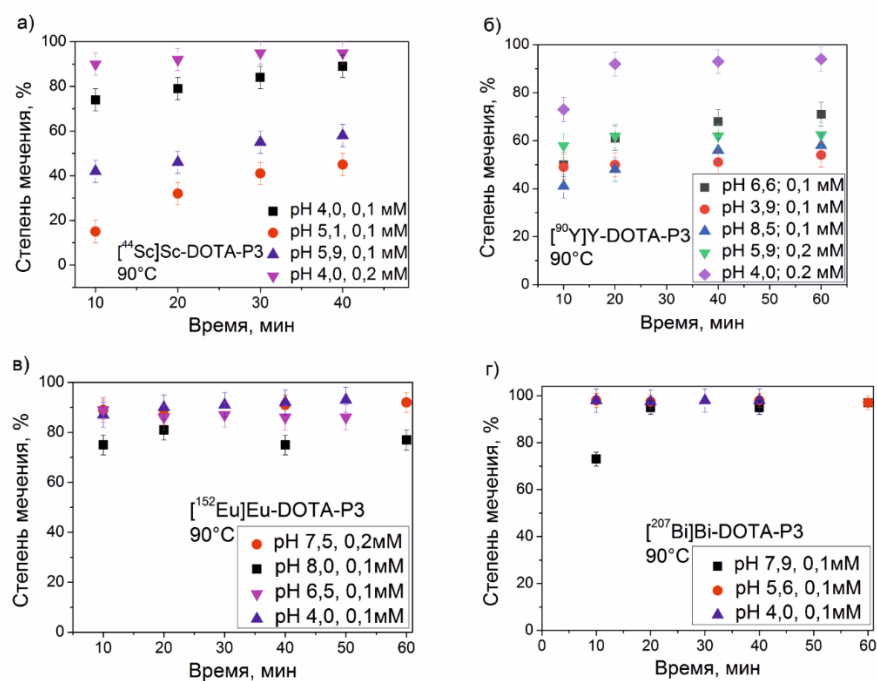 а)
Степень мечения, %
100
80
60
40
20
0
[⁴⁴Sc]Sc-DOTA-P3
90°C
pH 4,0, 0,1 мМ
pH 5,1, 0,1 мМ
pH 5,9, 0,1 мМ
pH 4,0, 0,2 мМ
10 20 30 40
Время, мин
б)
Степень мечения, %
100
80
60
40
20
0
[⁹⁰Y]Y-DOTA-P3
90°C
pH 6,6; 0,1 мМ
pH 3,9; 0,1 мМ
pH 8,5; 0,1 мМ
pH 5,9; 0,2 мМ
pH 4,0; 0.2 мМ
10 20 40 60
Время, мин
в)
Степень мечения, %
100
80
60
40
20
0
[¹⁵²Eu]Eu-DOTA-P3
90°C
pH 7,5, 0,2мМ
pH 8,0, 0,1мМ
pH 6,5, 0,1мМ
pH 4,0, 0,1мМ
10 20 30 40 50 60
Время, мин
г)
Степень мечения, %
100
80
60
40
20
0
[²⁰⁷Bi]Bi-DOTA-P3
90°C
pH 7,9, 0,1мМ
pH 5,6, 0,1мМ
pH 4,0, 0,1мМ
0 10 20 30 40 50 60
Время, мин